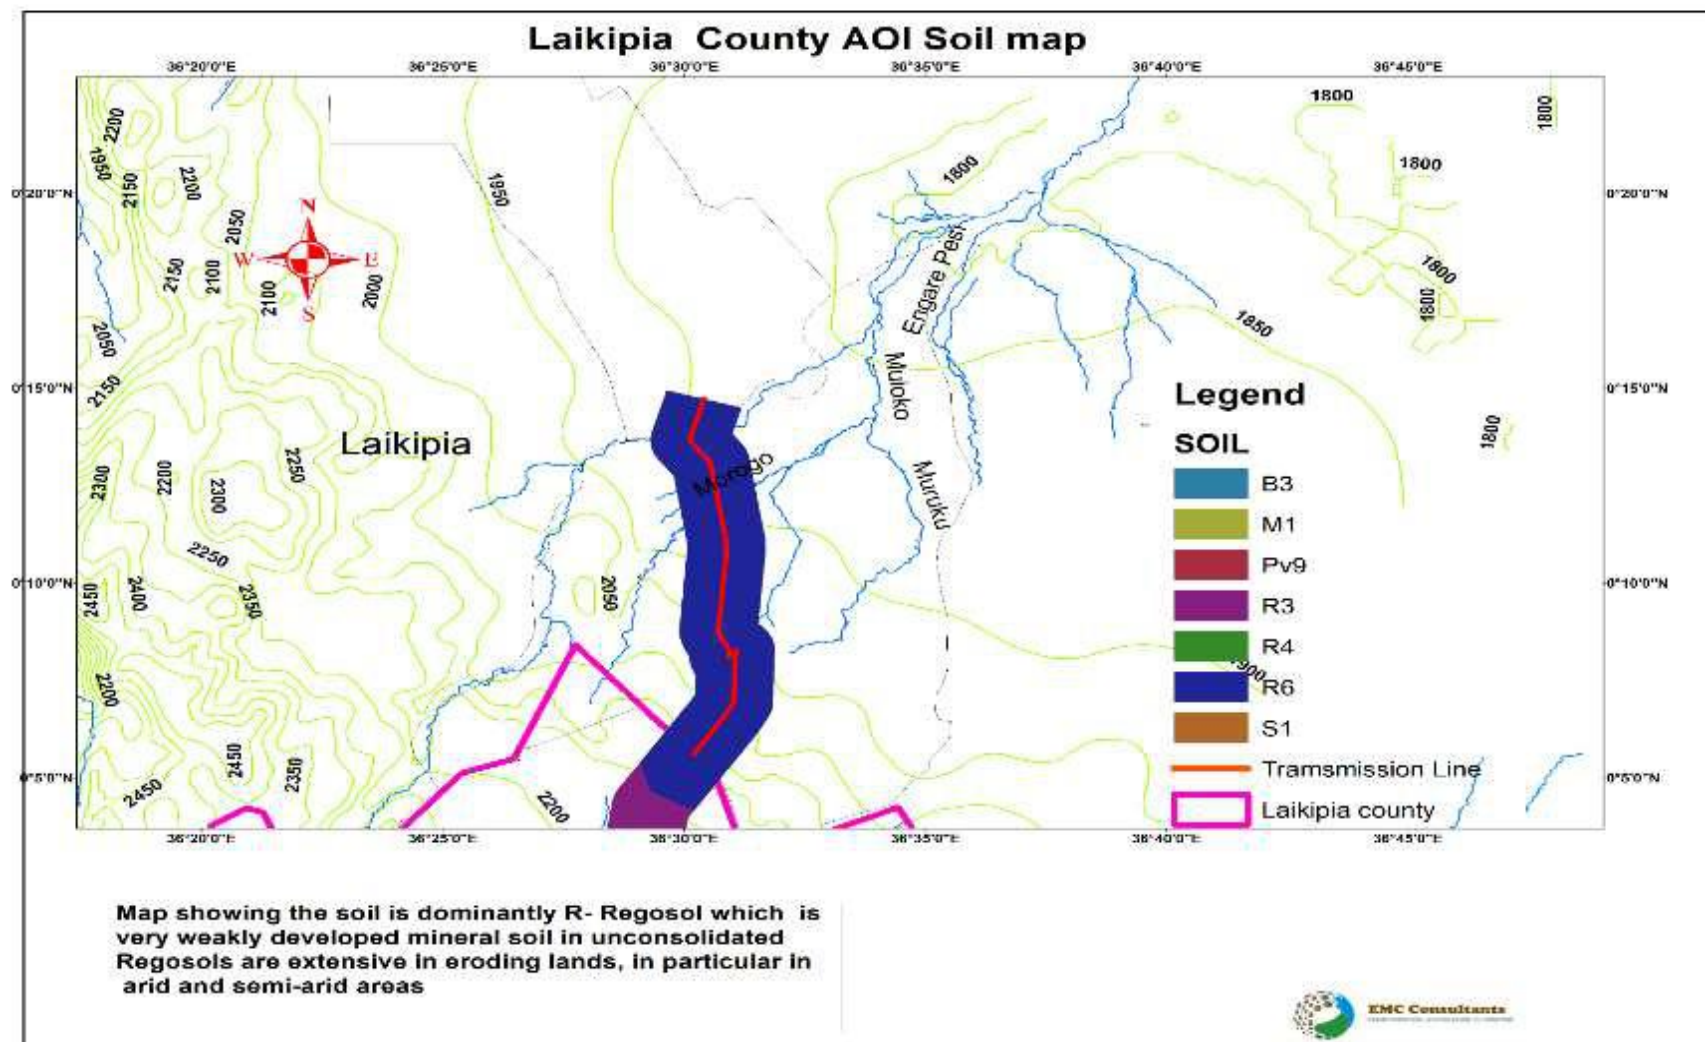 Laikipia County AOI Soil map
36°20'0"E 36°25'0"E 36°30'0"E 36°35'0"E 36°40'0"E 36°45'0"E
2200
1950
2150
2200
2050
2150
2100
2100
2000
2050
2150
1950
1800
1800
1800
1800
1800
1800
1850
1800
0°20'0"N 0°20'0"N
N
W E
S
Engare Pesi
Muioko
0°15'0"N 0°15'0"N
Laikipia
Morogo
Muruku
2300
2200
2300
2250
2250
2450
2400
2350
2050
1900
0°10'0"N 0°10'0"N
2200
2450
2450
2350
2200
0°5'0"N 0°5'0"N
Legend
SOIL
B3
M1
Pv9
R3
R4
R6
S1
Tramsmission Line
Laikipia county
36°20'0"E 36°25'0"E 36°30'0"E 36°35'0"E 36°40'0"E 36°45'0"E
Map showing the soil is dominantly R- Regosol which is
very weakly developed mineral soil in unconsolidated
Regosols are extensive in eroding lands, in particular in
arid and semi-arid areas
EMC Consultants